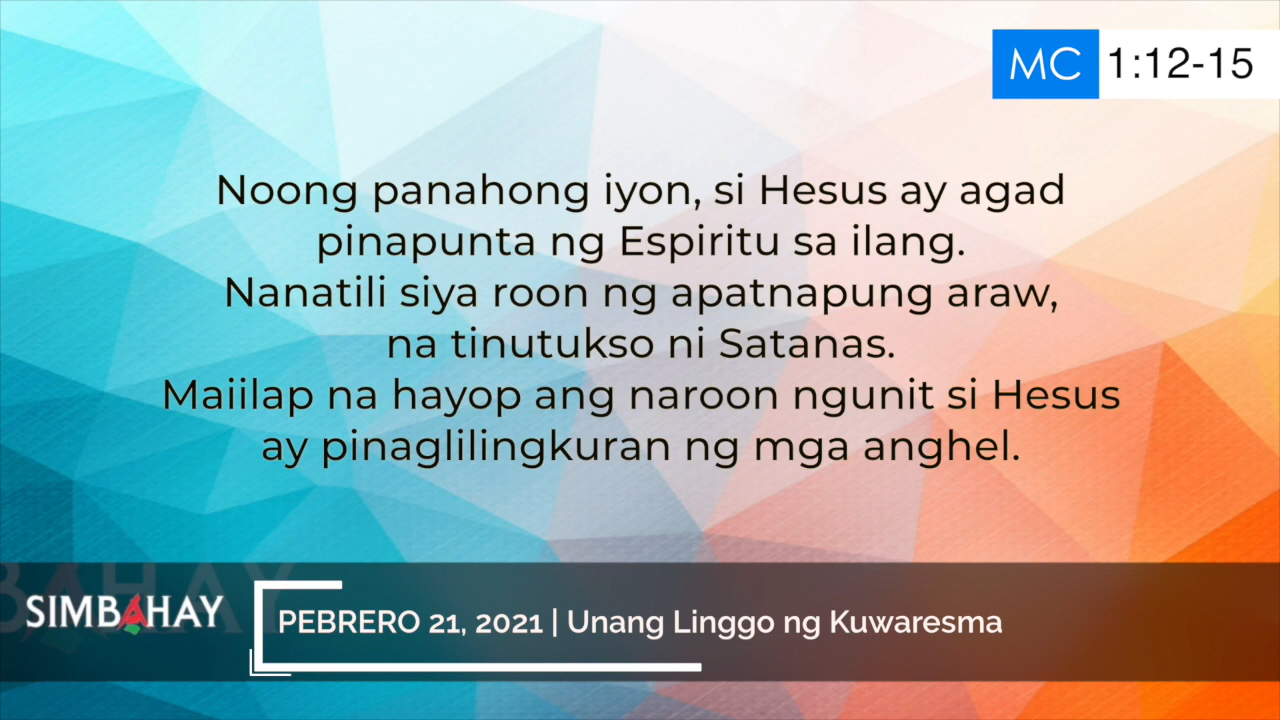 MC 1:12-15
Noong panahong iyon, si Hesus ay agad
pinapunta ng Espiritu sa ilang.
Nanatili siya roon ng apatnapung araw,
na tinutukso ni Satanas.
Maiilap na hayop ang naroon ngunit si Hesus
ay pinaglilingkuran ng mga anghel.
SIMBAHAY
PEBRERO 21, 2021 | Unang Linggo ng Kuwaresma